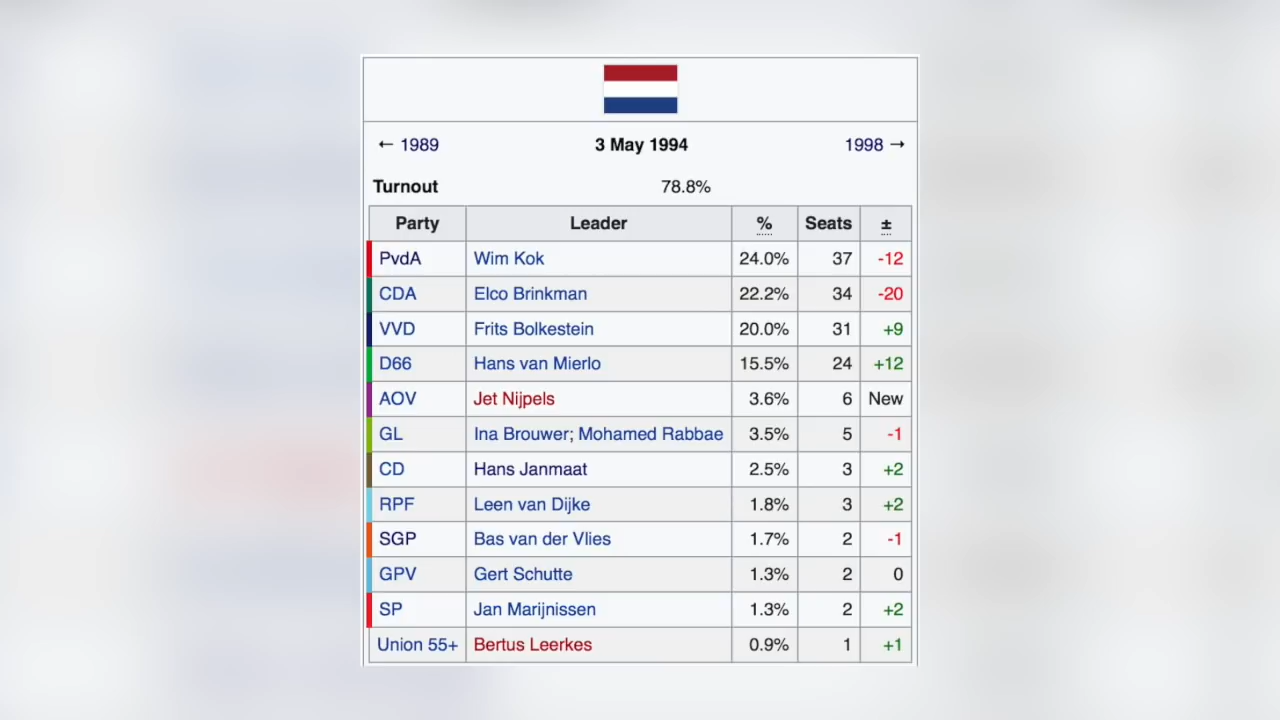 ← 1989 3 May 1994 1998 →
Turnout 78.8%
Party Leader % Seats ±
PvdA Wim Kok 24.0% 37 -12
CDA Elco Brinkman 22.2% 34 -20
VVD Frits Bolkestein 20.0% 31 +9
D66 Hans van Mierlo 15.5% 24 +12
AOV Jet Nijpels 3.6% 6 New
GL Ina Brouwer; Mohamed Rabbae 3.5% 5 -1
CD Hans Janmaat 2.5% 3 +2
RPF Leen van Dijke 1.8% 3 +2
SGP Bas van der Vlies 1.7% 2 -1
GPV Gert Schutte 1.3% 2 0
SP Jan Marijnissen 1.3% 2 +2
Union 55+ Bertus Leerkes 0.9% 1 +1